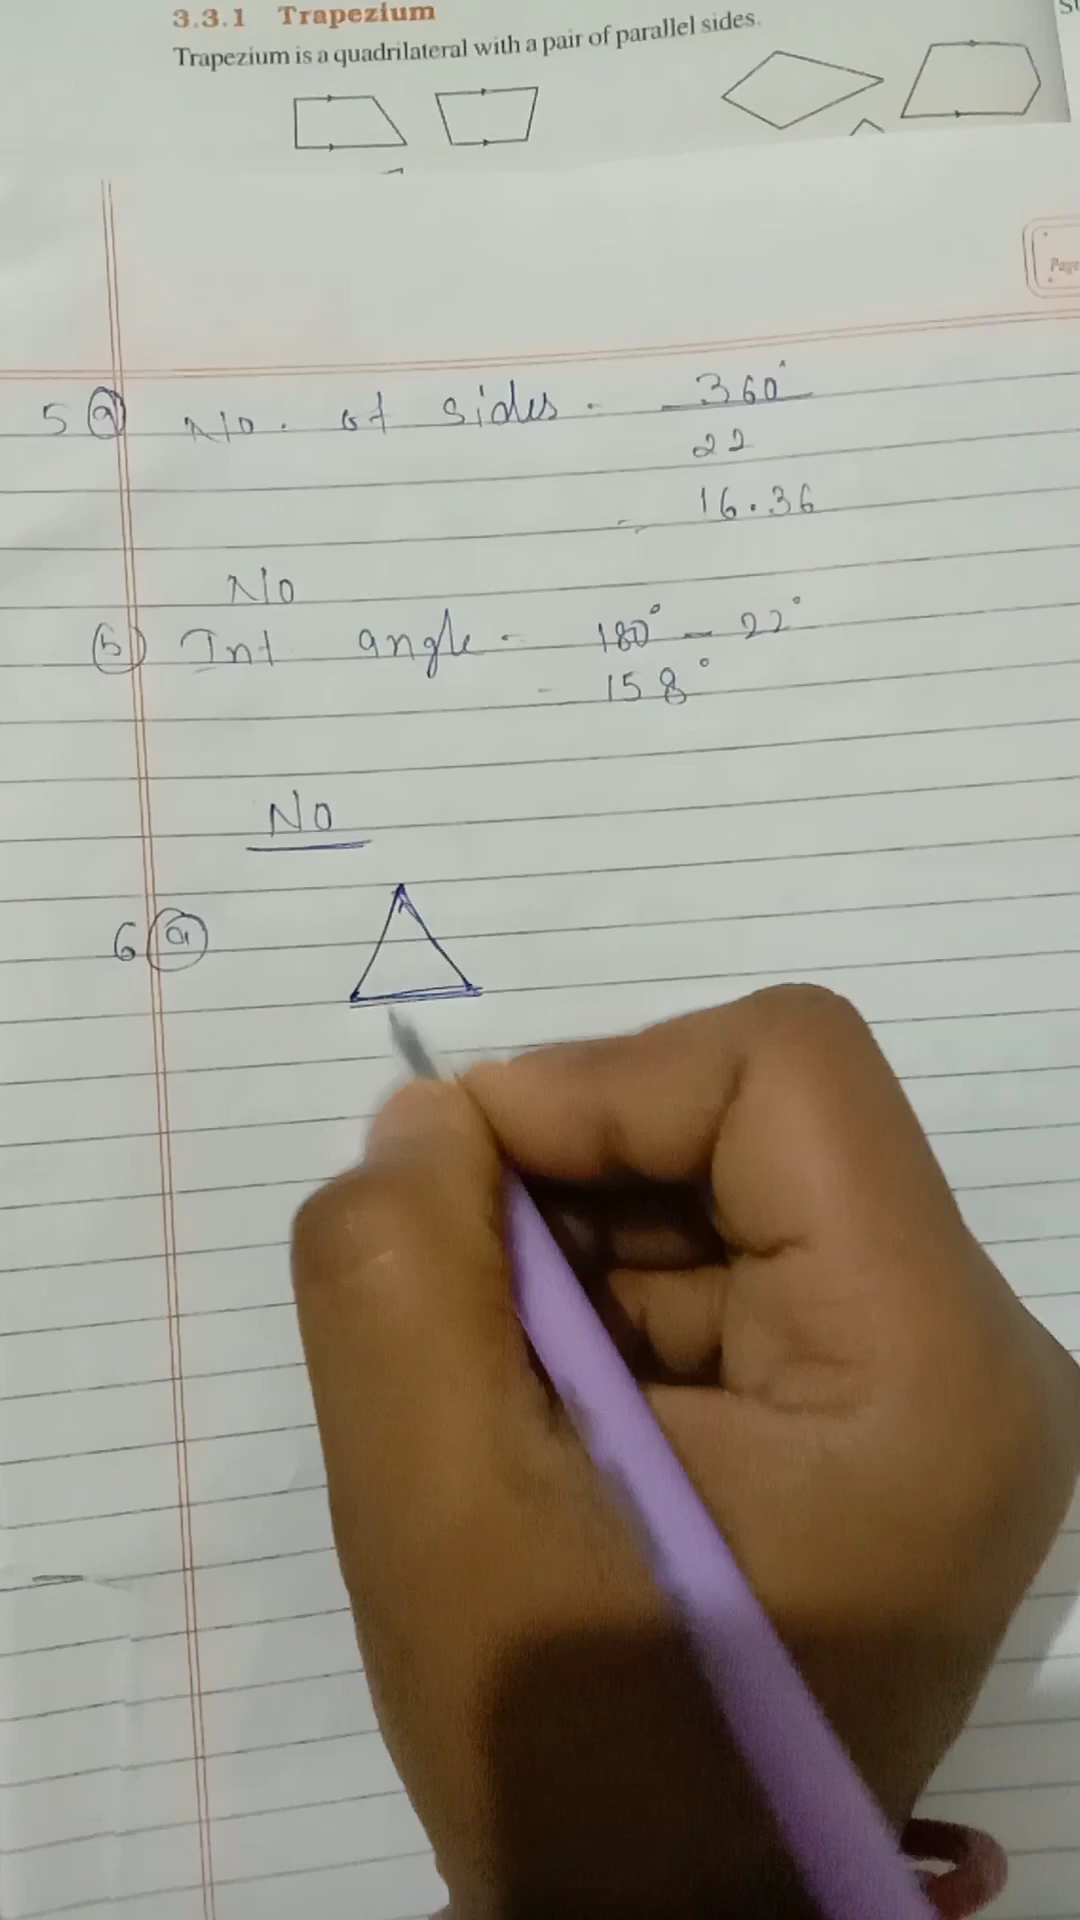 3.3.1 Trapezium
Trapezium is a quadrilateral with a pair of parallel sides.
Page
5 (a) No. of sides = 360°
22
= 16.36
No
(b) Int angle = 180° - 22°
= 158°
No
6 (a)